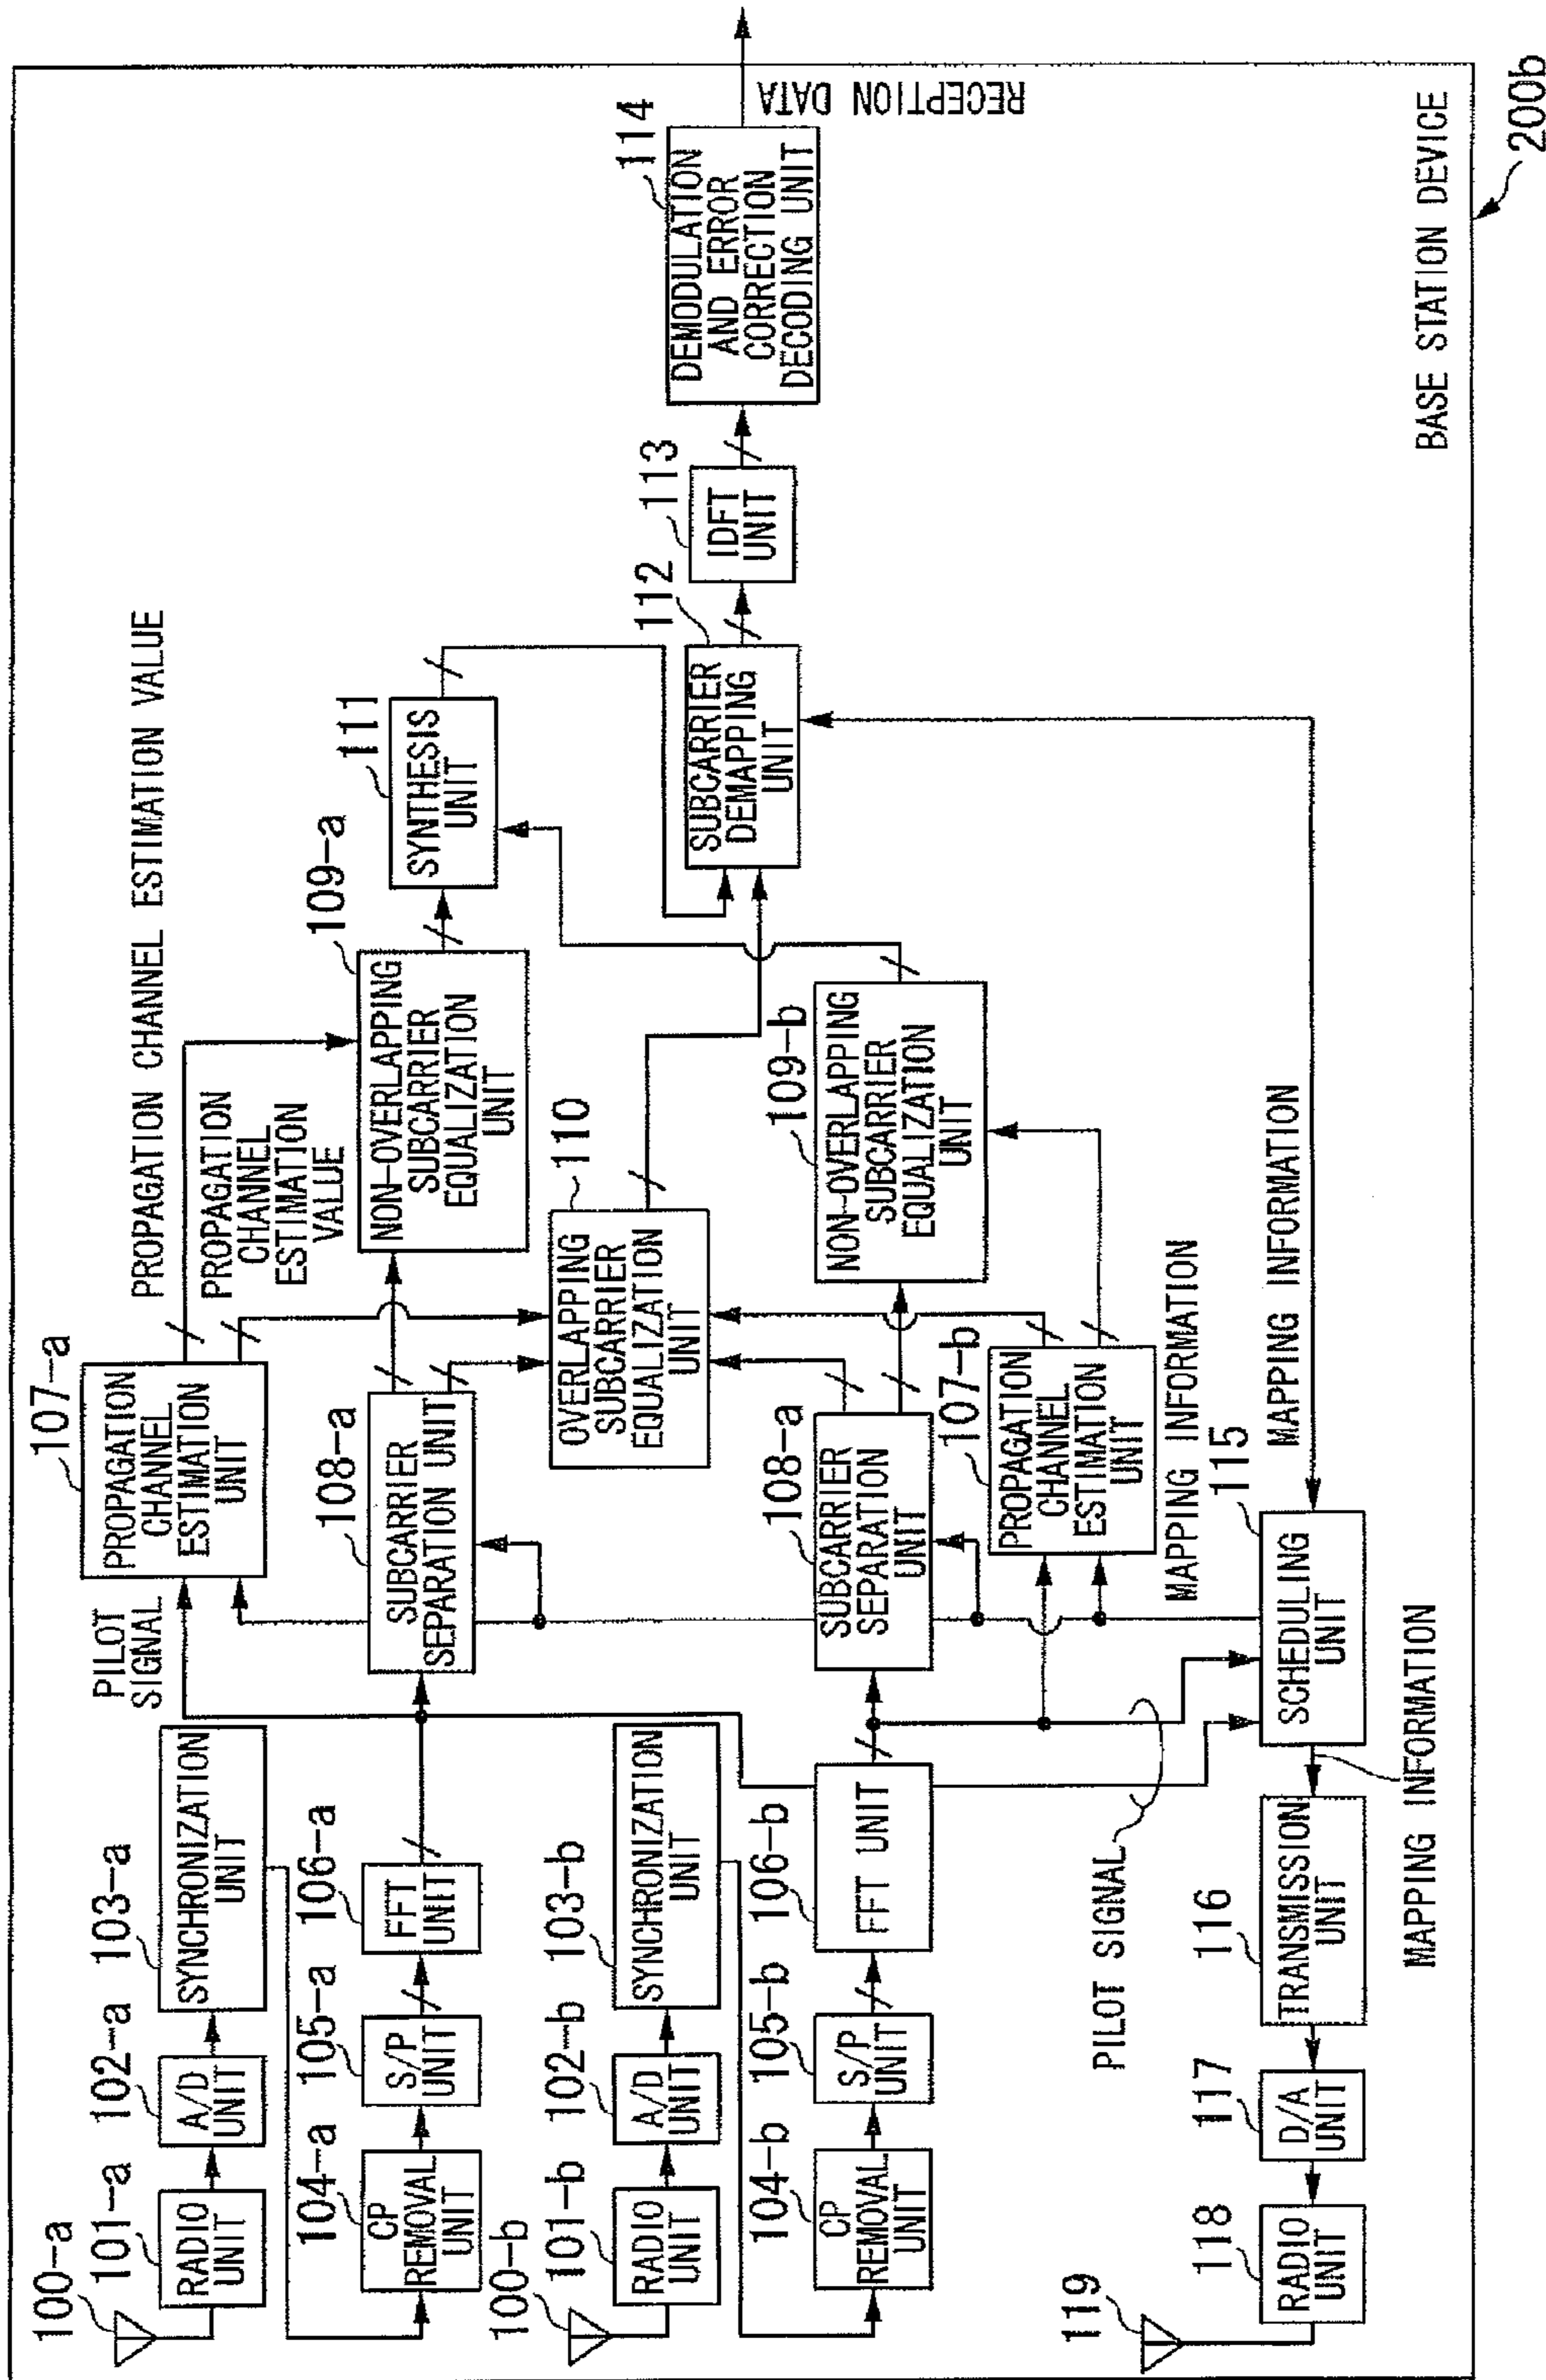 100-a
101-a
RADIO
UNIT
102-a
A/D
UNIT
103-a
SYNCHRONIZATION
UNIT
104-a
CP
REMOVAL
UNIT
105-a
S/P
UNIT
106-a
FFT
UNIT
PILOT
SIGNAL
107-a
PROPAGATION
CHANNEL
ESTIMATION
UNIT
PROPAGATION CHANNEL ESTIMATION VALUE
PROPAGATION
CHANNEL
ESTIMATION
VALUE
108-a
SUBCARRIER
SEPARATION UNIT
109-a
NON-OVERLAPPING
SUBCARRIER
EQUALIZATION
UNIT
111
SYNTHESIS
UNIT
100-b
101-b
RADIO
UNIT
102-b
A/D
UNIT
103-b
SYNCHRONIZATION
UNIT
110
OVERLAPPING
SUBCARRIER
EQUALIZATION
UNIT
112
SUBCARRIER
DEMAPPING
UNIT
113
IDFT
UNIT
114
DEMODULATION
AND ERROR
CORRECTION
DECODING UNIT
RECEPTION DATA
104-b
CP
REMOVAL
UNIT
105-b
S/P
UNIT
106-b
FFT UNIT
108-a
SUBCARRIER
SEPARATION
UNIT
109-b
NON-OVERLAPPING
SUBCARRIER
EQUALIZATION
UNIT
107-b
PROPAGATION
CHANNEL
ESTIMATION
UNIT
PILOT SIGNAL
MAPPING INFORMATION
119
118
RADIO
UNIT
117
D/A
UNIT
116
TRANSMISSION
UNIT
115
SCHEDULING
UNIT
MAPPING INFORMATION
MAPPING INFORMATION
BASE STATION DEVICE
200b